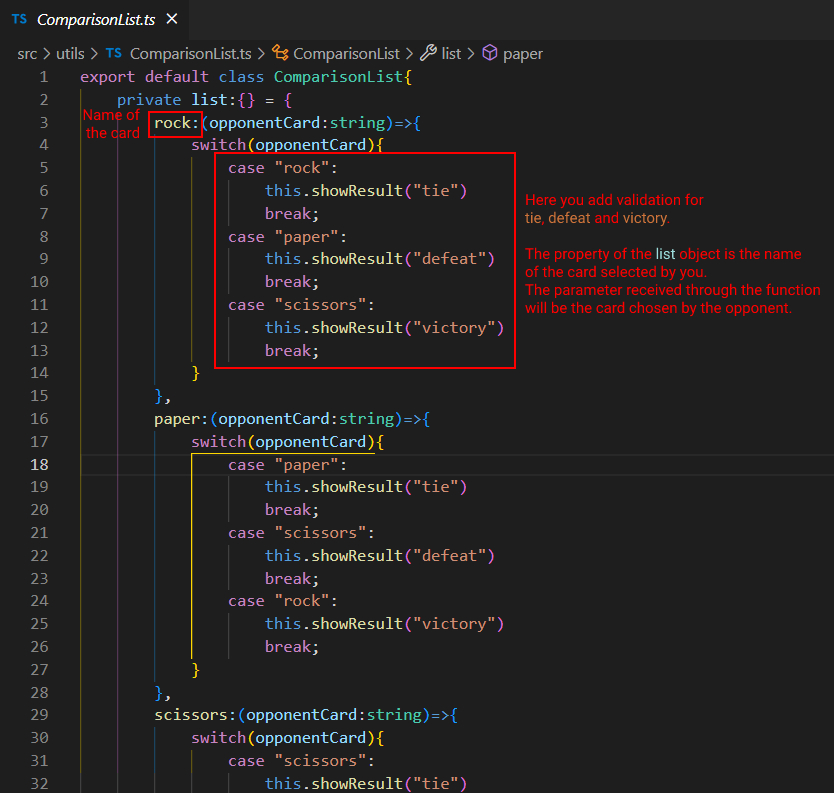 TS ComparisonList.ts ×
src > utils > TS ComparisonList.ts > ComparisonList > list > paper
1 export default class ComparisonList{
2 private list:{} = {
Name of
the card
3 rock:(opponentCard:string)=>{
4 switch(opponentCard){
5 case "rock":
6 this.showResult("tie")
7 break;
8 case "paper":
9 this.showResult("defeat")
10 break;
11 case "scissors":
12 this.showResult("victory")
13 break;
Here you add validation for
tie, defeat and victory.
The property of the list object is the name
of the card selected by you.
The parameter received through the function
will be the card chosen by the opponent.
14 }
15 },
16 paper:(opponentCard:string)=>{
17 switch(opponentCard){
18 case "paper":
19 this.showResult("tie")
20 break;
21 case "scissors":
22 this.showResult("defeat")
23 break;
24 case "rock":
25 this.showResult("victory")
26 break;
27 }
28 },
29 scissors:(opponentCard:string)=>{
30 switch(opponentCard){
31 case "scissors":
32 this.showResult("tie")